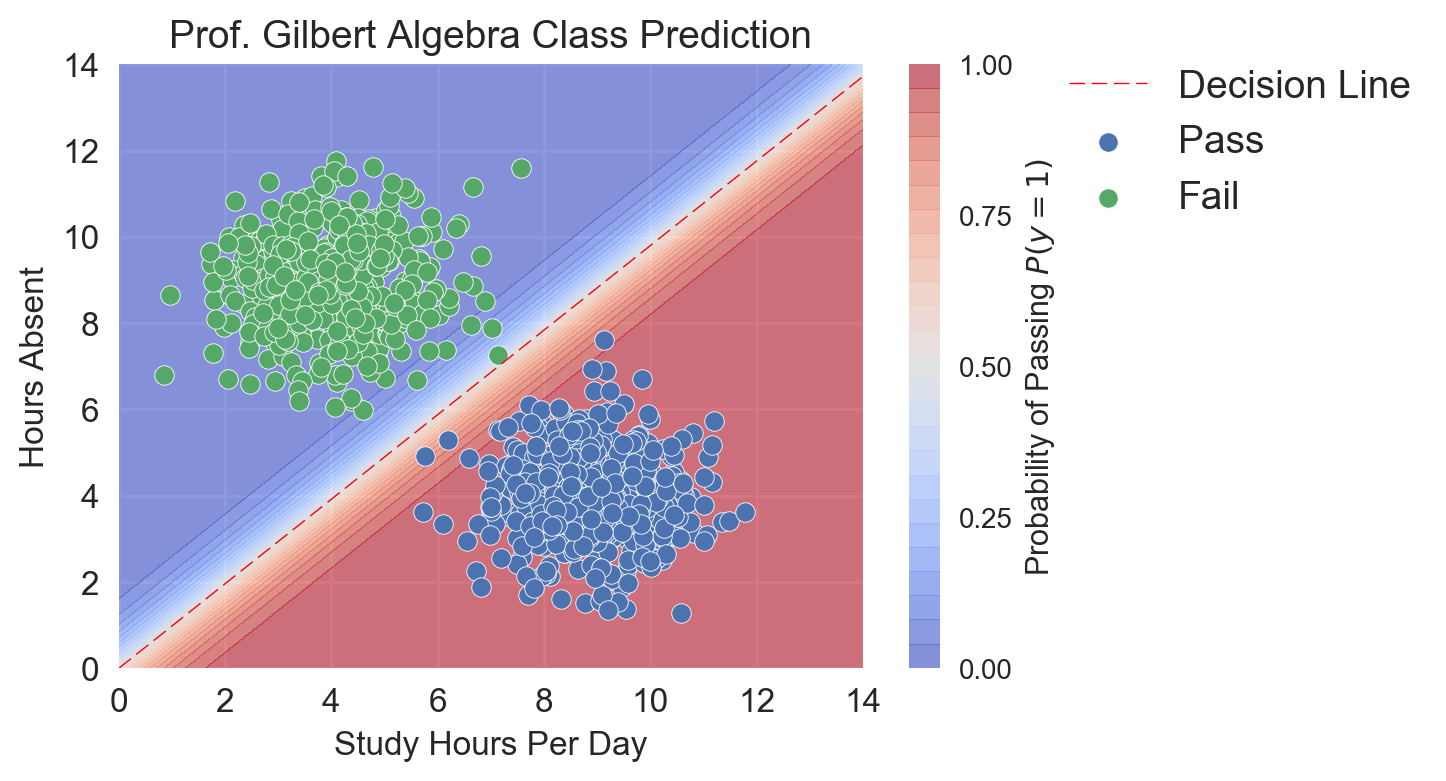 Prof. Gilbert Algebra Class Prediction
14
12
10
8
6
4
2
0
Hours Absent
0 2 4 6 8 10 12 14
Study Hours Per Day
1.00
0.75
0.50
0.25
0.00
Probability of Passing P(y = 1)
Decision Line
Pass
Fail